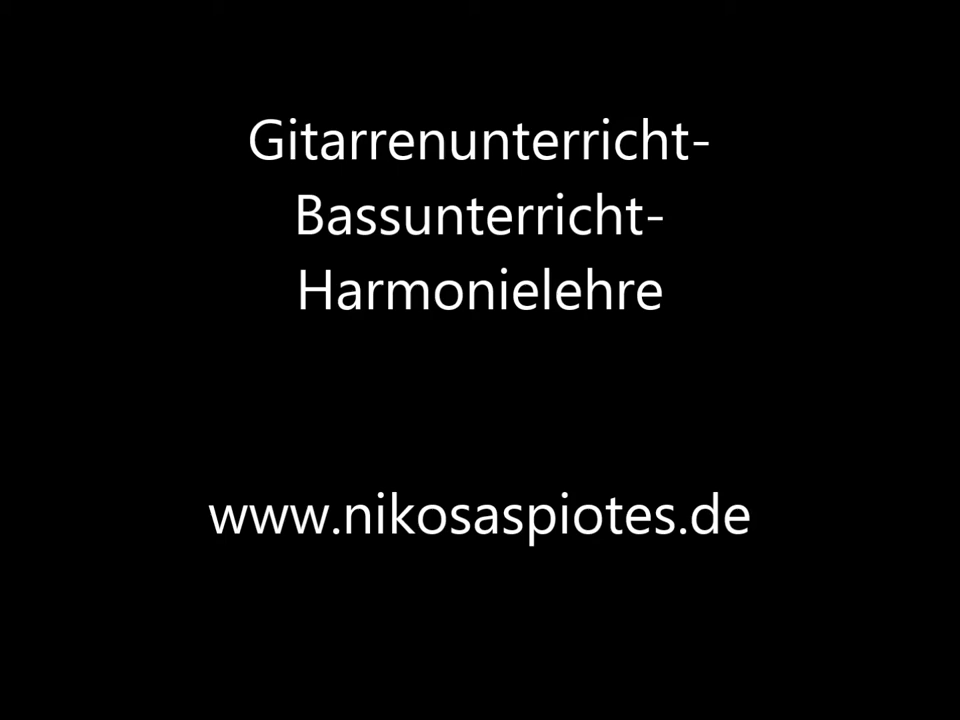 Gitarrenunterricht-
Bassunterricht-
Harmonielehre
www.nikosaspiotes.de